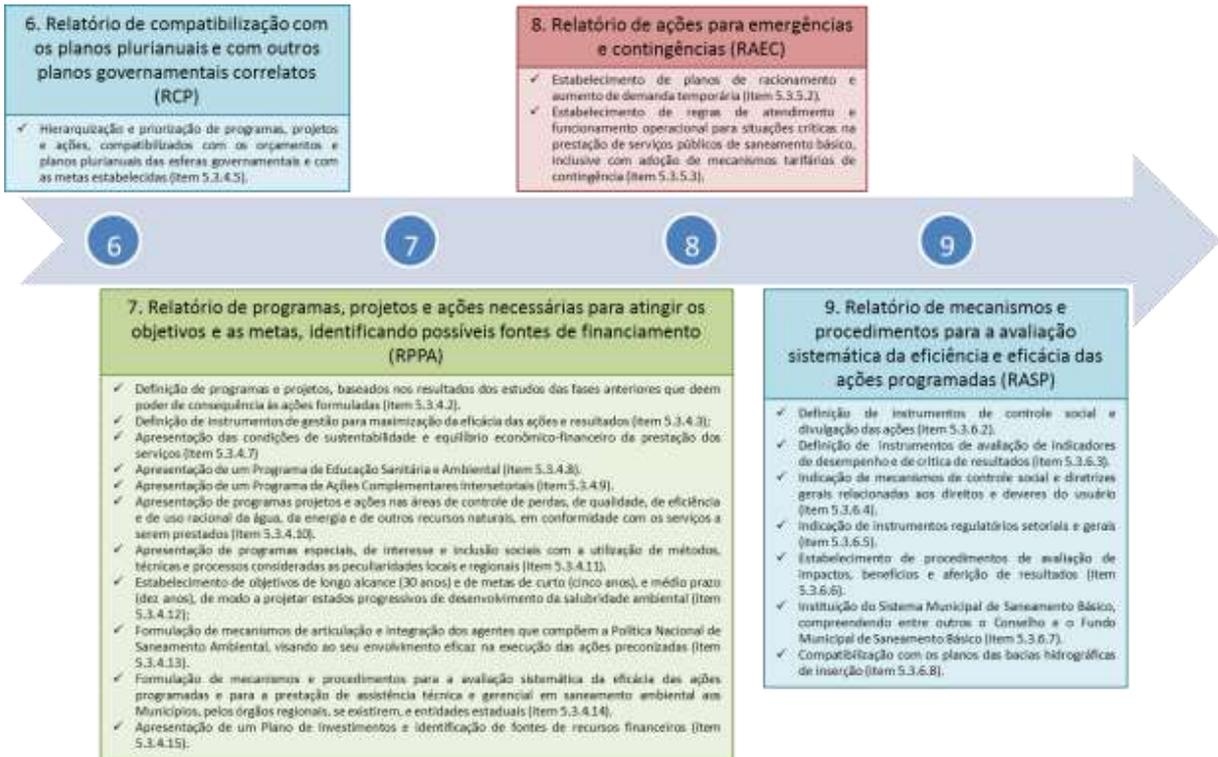 6. Relatório de compatibilização com
os planos plurianuais e com outros
planos governamentais correlatos
(RCP)
✓ Hierarquização e priorização de programas, projetos
e ações, compatibilizados com os orçamentos e
planos plurianuais das esferas governamentais e com
as metas estabelecidas (item 5.3.4.5).
8. Relatório de ações para emergências
e contingências (RAEC)
✓ Estabelecimento de planos de racionamento e
aumento de demanda temporária (item 5.3.5.2).
✓ Estabelecimento de regras de atendimento e
funcionamento operacional para situações críticas na
prestação de serviços públicos de saneamento básico,
inclusive com adoção de mecanismos tarifários de
contingência (item 5.3.5.3).
6
7
8
9
7. Relatório de programas, projetos e ações necessárias para atingir os
objetivos e as metas, identificando possíveis fontes de financiamento
(RPPA)
✓ Definição de programas e projetos, baseados nos resultados dos estudos das fases anteriores que deem
poder de consequência às ações formuladas (item 5.3.4.2).
✓ Definição de instrumentos de gestão para maximização da eficácia das ações e resultados (item 5.3.4.3);
✓ Apresentação das condições de sustentabilidade e equilíbrio econômico-financeiro da prestação dos
serviços (item 5.3.4.7)
✓ Apresentação de um Programa de Educação Sanitária e Ambiental (item 5.3.4.8).
✓ Apresentação de um Programa de Ações Complementares Intersetoriais (item 5.3.4.9).
✓ Apresentação de programas projetos e ações nas áreas de controle de perdas, de qualidade, de eficiência
e de uso racional da água, da energia e de outros recursos naturais, em conformidade com os serviços a
serem prestados (item 5.3.4.10).
✓ Apresentação de programas especiais, de interesse e inclusão sociais com a utilização de métodos,
técnicas e processos consideradas as peculiaridades locais e regionais (item 5.3.4.11).
✓ Estabelecimento de objetivos de longo alcance (30 anos) e de metas de curto (cinco anos), e médio prazo
(dez anos), de modo a projetar estados progressivos de desenvolvimento da salubridade ambiental (item
5.3.4.12);
✓ Formulação de mecanismos de articulação e integração dos agentes que compõem a Política Nacional de
Saneamento Ambiental, visando ao seu envolvimento eficaz na execução das ações preconizadas (item
5.3.4.13).
✓ Formulação de mecanismos e procedimentos para a avaliação sistemática da eficácia das ações
programadas e para a prestação de assistência técnica e gerencial em saneamento ambiental aos
Municípios, pelos órgãos regionais, se existirem, e entidades estaduais (item 5.3.4.14).
✓ Apresentação de um Plano de Investimentos e identificação de fontes de recursos financeiros (item
5.3.4.15).
9. Relatório de mecanismos e
procedimentos para a avaliação
sistemática da eficiência e eficácia das
ações programadas (RASP)
✓ Definição de instrumentos de controle social e
divulgação das ações (item 5.3.6.2).
✓ Definição de instrumentos de avaliação de indicadores
de desempenho e de crítica de resultados (item 5.3.6.3).
✓ Indicação de mecanismos de controle social e diretrizes
gerais relacionadas aos direitos e deveres do usuário
(item 5.3.6.4).
✓ Indicação de instrumentos regulatórios setoriais e gerais
(item 5.3.6.5).
✓ Estabelecimento de procedimentos de avaliação de
impactos, benefícios e aferição de resultados (item
5.3.6.6).
✓ Instituição do Sistema Municipal de Saneamento Básico,
compreendendo entre outros o Conselho e o Fundo
Municipal de Saneamento Básico (item 5.3.6.7).
✓ Compatibilização com os planos das bacias hidrográficas
de inserção (item 5.3.6.8).